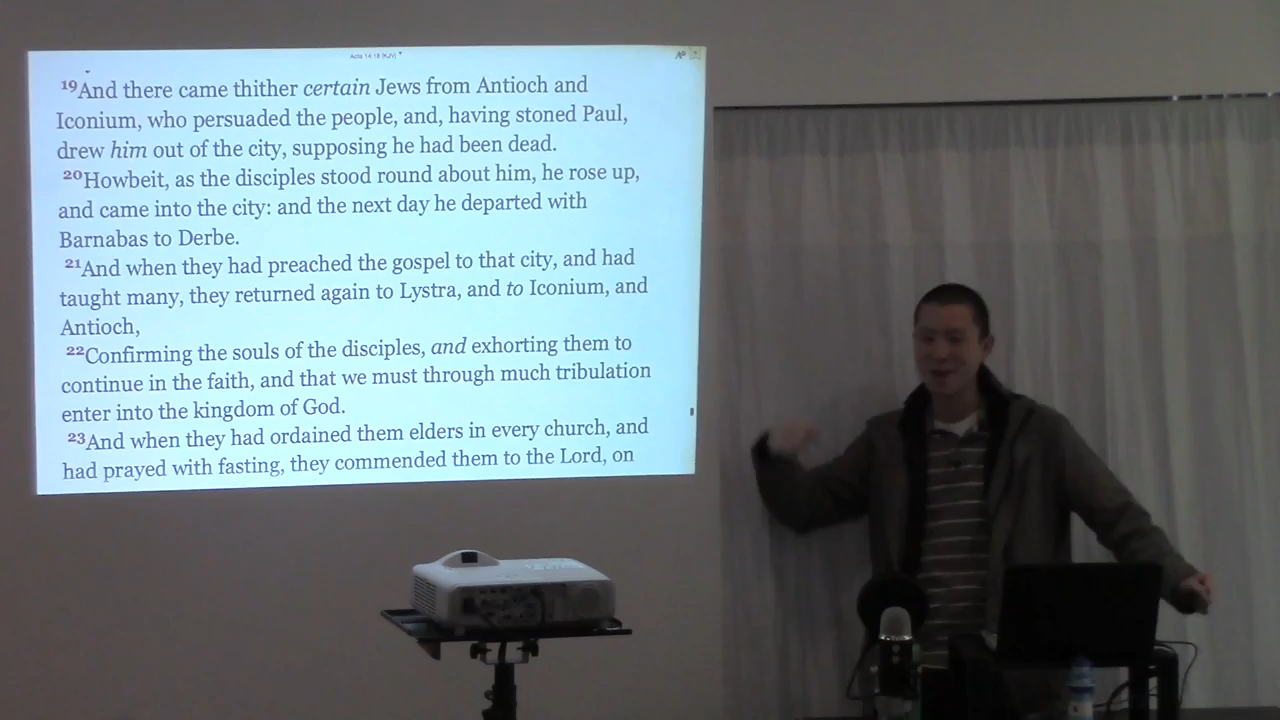 Acts 14:18 (KJV)
19And there came thither certain Jews from Antioch and
Iconium, who persuaded the people, and, having stoned Paul,
drew him out of the city, supposing he had been dead.
20Howbeit, as the disciples stood round about him, he rose up,
and came into the city: and the next day he departed with
Barnabas to Derbe.
21And when they had preached the gospel to that city, and had
taught many, they returned again to Lystra, and to Iconium, and
Antioch,
22Confirming the souls of the disciples, and exhorting them to
continue in the faith, and that we must through much tribulation
enter into the kingdom of God.
23And when they had ordained them elders in every church, and
had prayed with fasting, they commended them to the Lord, on